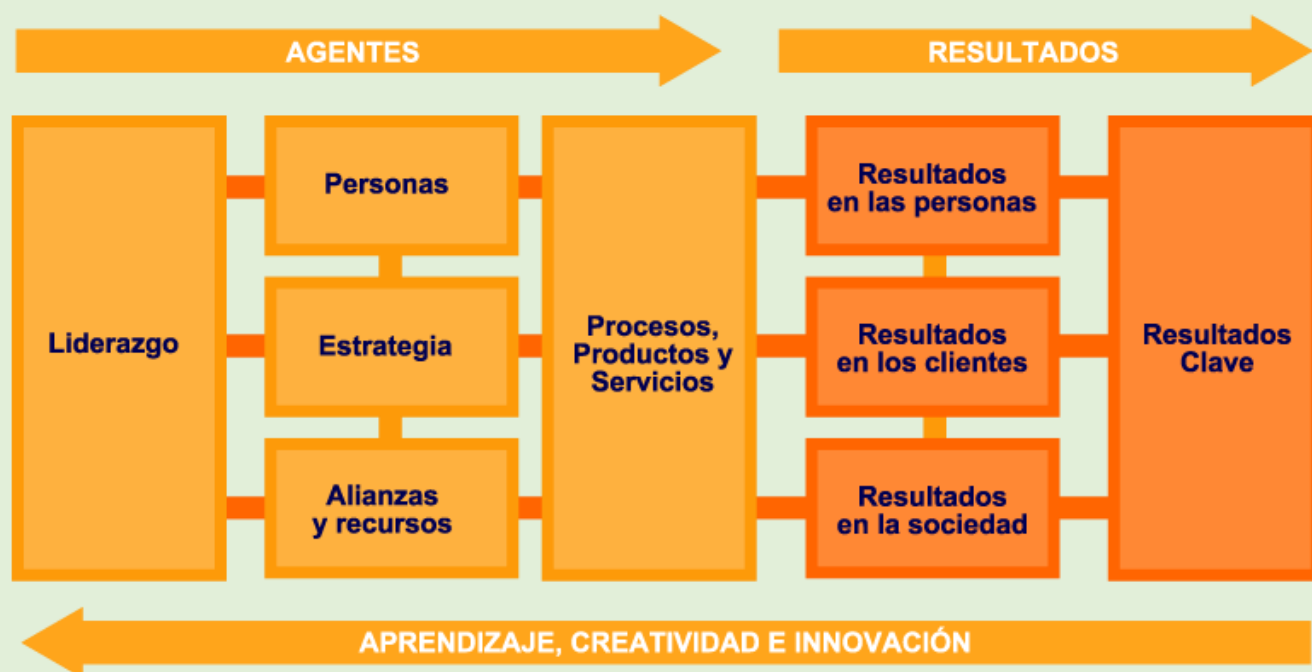 AGENTES
RESULTADOS
Liderazgo
Personas
Estrategia
Alianzas
y recursos
Procesos,
Productos y
Servicios
Resultados
en las personas
Resultados
en los clientes
Resultados
en la sociedad
Resultados
Clave
APRENDIZAJE, CREATIVIDAD E INNOVACIÓN